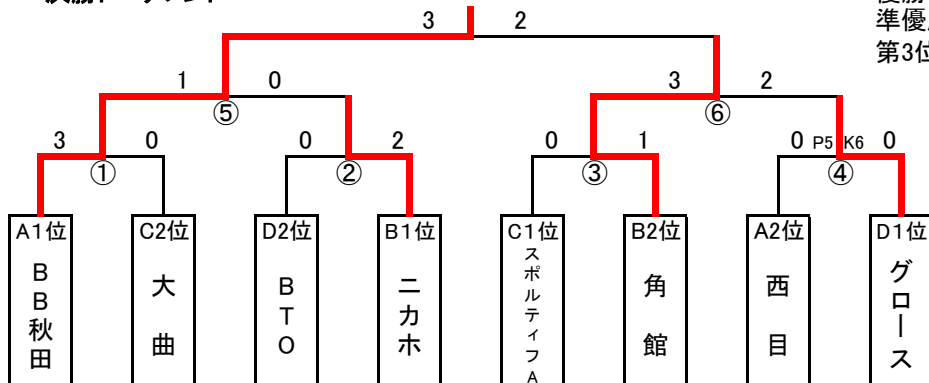 3 2
準優
第3位
1 0 3 2
⑤ ⑥
3 0 0 2 0 1 0 P5 K6 0
① ② ③ ④
A1位 C2位 D2位 B1位 C1位 B2位 A2位 D1位
BB秋田
大曲
BTO
ニカホ
スポルティフA
角館
西目
グロース